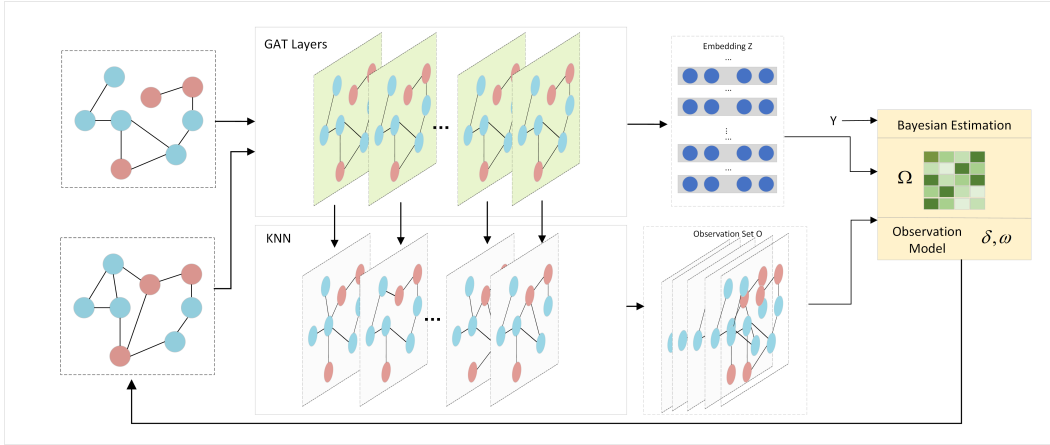 GAT Layers
...
Embedding Z
...
...
...
...
...
Y
Bayesian Estimation
Ω
KNN
...
Observation Set O
Observation
Model
δ, ω